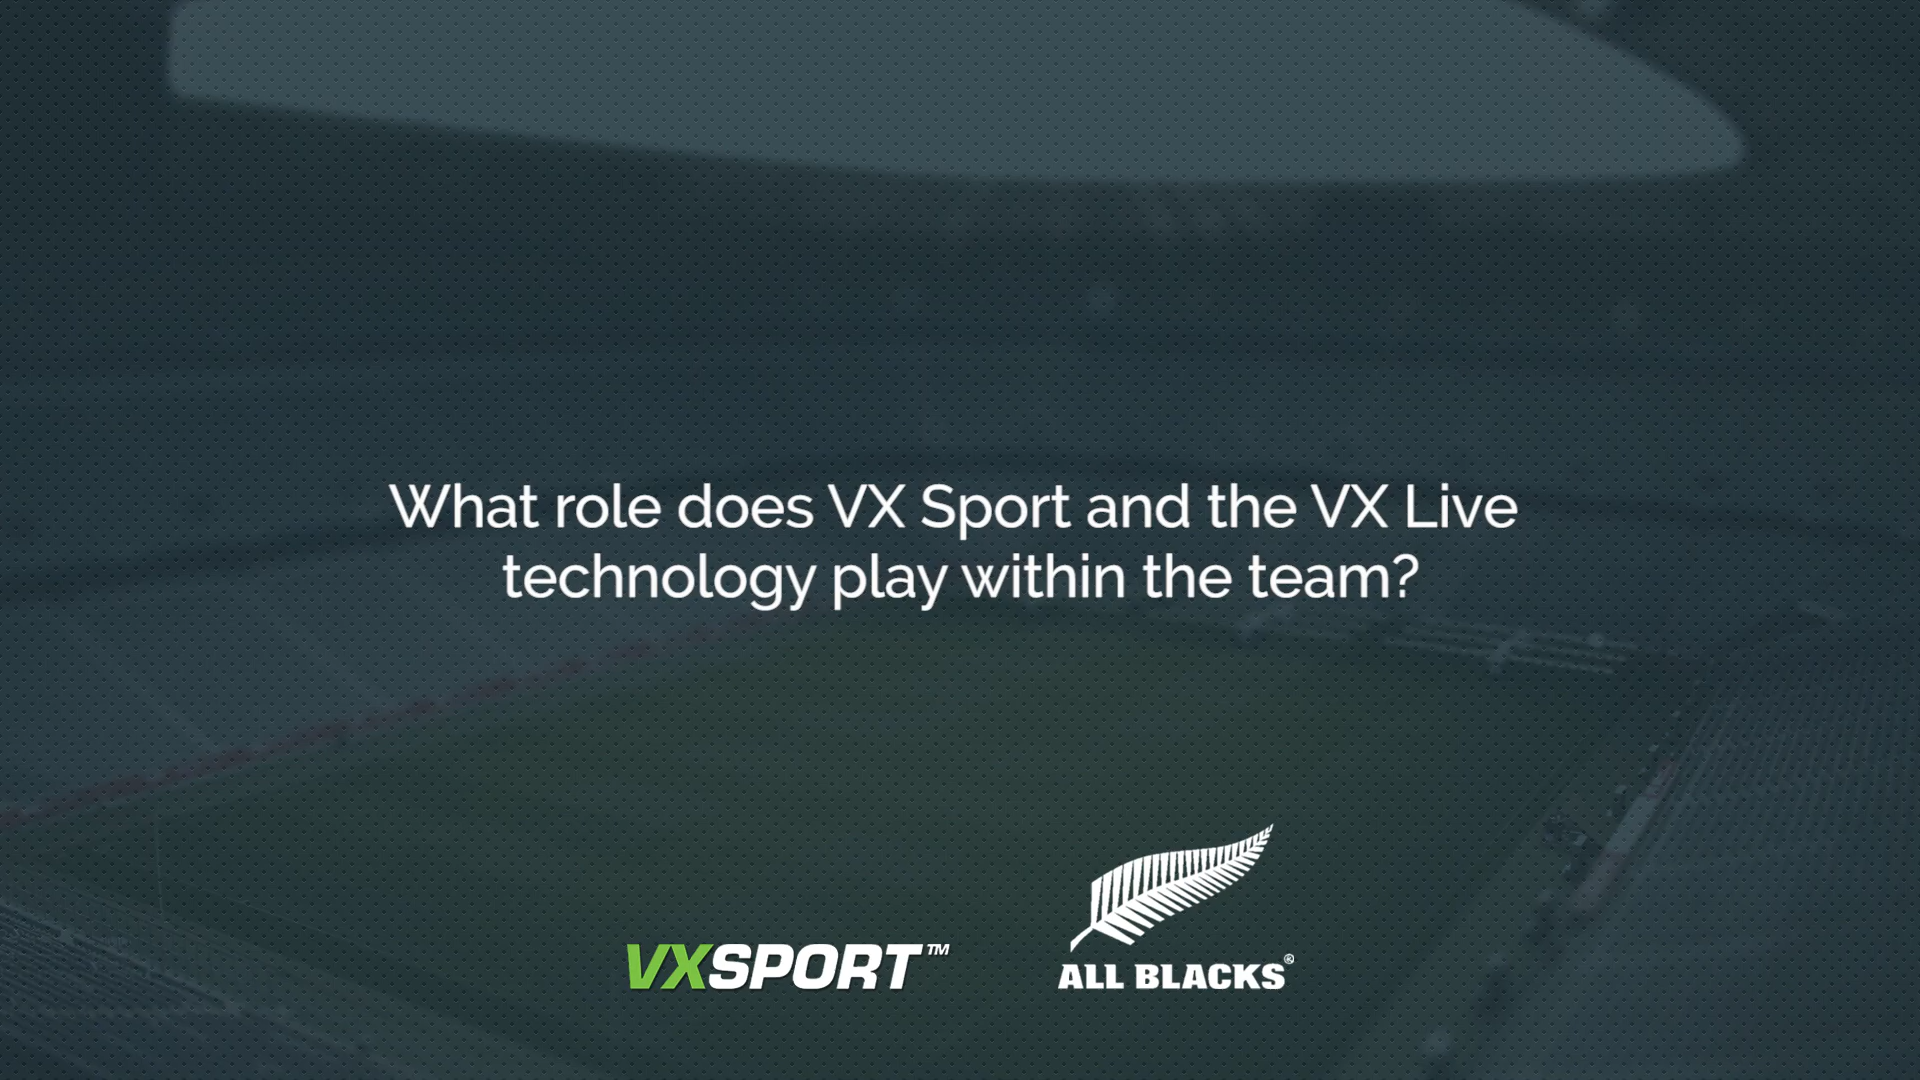 What role does VX Sport and the VX Live
technology play within the team?
VXSPORT™
ALL BLACKS®